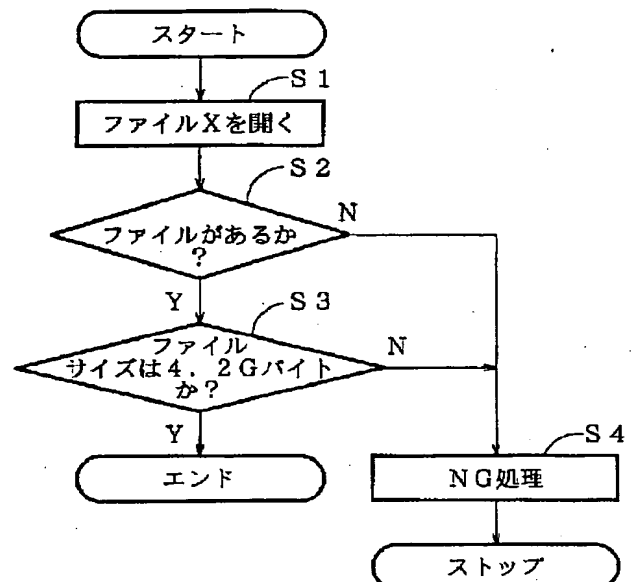 スタート
S1
ファイルXを開く
S2
N
ファイルがあるか
?
Y
S3
ファイル
N
サイズは4.2Gバイト
か?
Y
S4
エンド
NG処理
ストップ